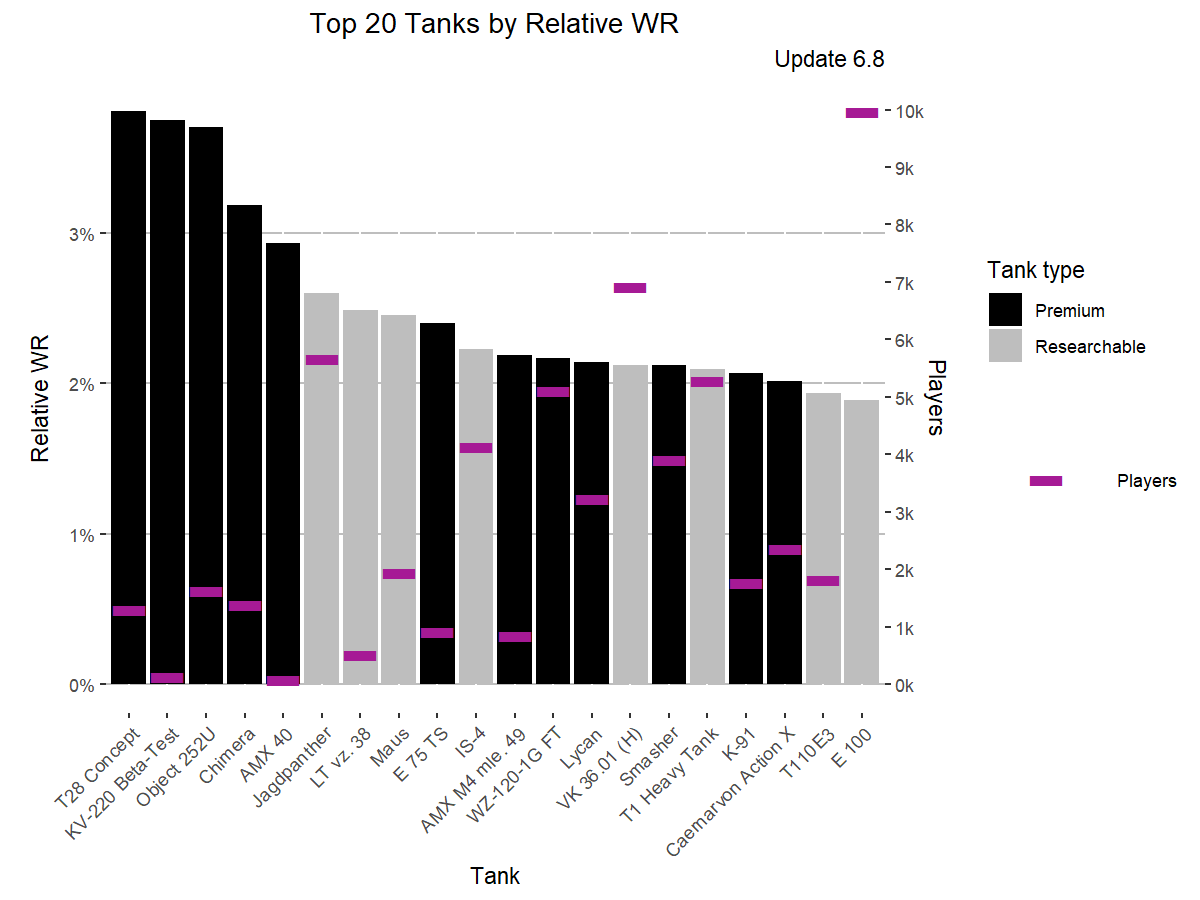 Top 20 Tanks by Relative WR
Update 6.8
Relative WR
3%
2%
1%
0%
10k
9k
8k
7k
6k
5k
4k
3k
2k
1k
0k
Players
T28 Concept
KV-220 Beta-Test
Object 252U
Chimera
AMX 40
Jagdpanther
LT vz. 38
Maus
E 75 TS
IS-4
AMX M4 mle. 49
WZ-120-1G FT
Lycan
VK 36.01 (H)
Smasher
T1 Heavy Tank
K-91
Caernarvon Action X
T110E3
E 100
Tank
Tank type
Premium
Researchable
Players